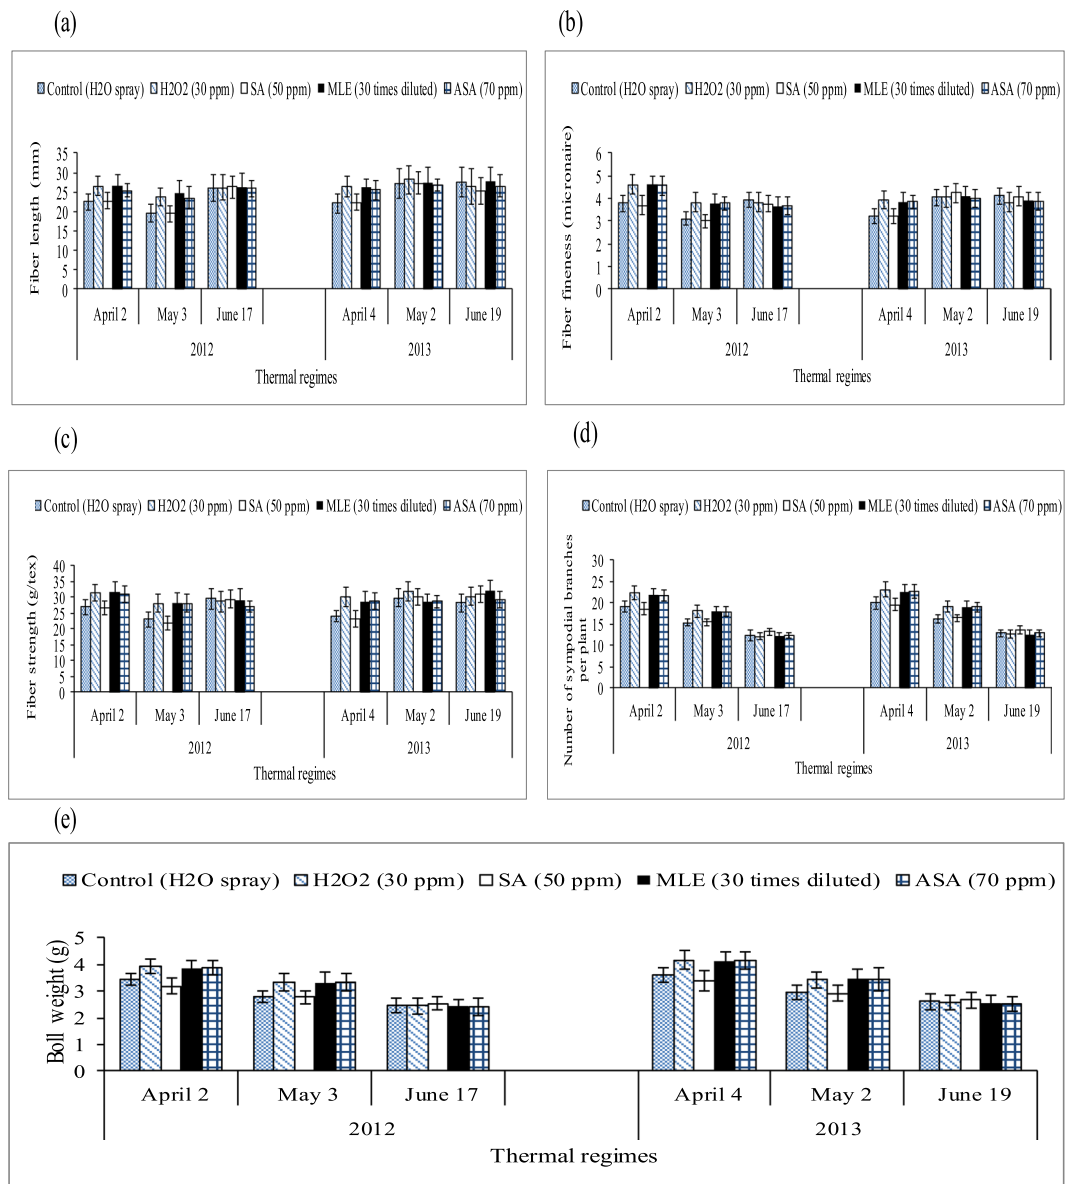 (a)
Control (H2O spray) H2O2 (30 ppm) SA (50 ppm) MLE (30 times diluted) ASA (70 ppm)
Fiber length (mm)
35
30
25
20
15
10
5
0
April 2 May 3 June 17 April 4 May 2 June 19
2012 2013
Thermal regimes
(b)
Control (H2O spray) H2O2 (30 ppm) SA (50 ppm) MLE (30 times diluted) ASA (70 ppm)
Fiber fineness (micronaire)
6
5
4
3
2
1
0
April 2 May 3 June 17 April 4 May 2 June 19
2012 2013
Thermal regimes
(c)
Control (H2O spray) H2O2 (30 ppm) SA (50 ppm) MLE (30 times diluted) ASA (70 ppm)
Fiber strength (g/tex)
40
35
30
25
20
15
10
5
0
April 2 May 3 June 17 April 4 May 2 June 19
2012 2013
Thermal regimes
(d)
Control (H2O spray) H2O2 (30 ppm) SA (50 ppm) MLE (30 times diluted) ASA (70 ppm)
Number of sympodial branches
per plant
30
25
20
15
10
5
0
April 2 May 3 June 17 April 4 May 2 June 19
2012 2013
Thermal regimes
(e)
Control (H2O spray) H2O2 (30 ppm) SA (50 ppm) MLE (30 times diluted) ASA (70 ppm)
Boll weight (g)
5
4
3
2
1
0
April 2 May 3 June 17 April 4 May 2 June 19
2012 2013
Thermal regimes